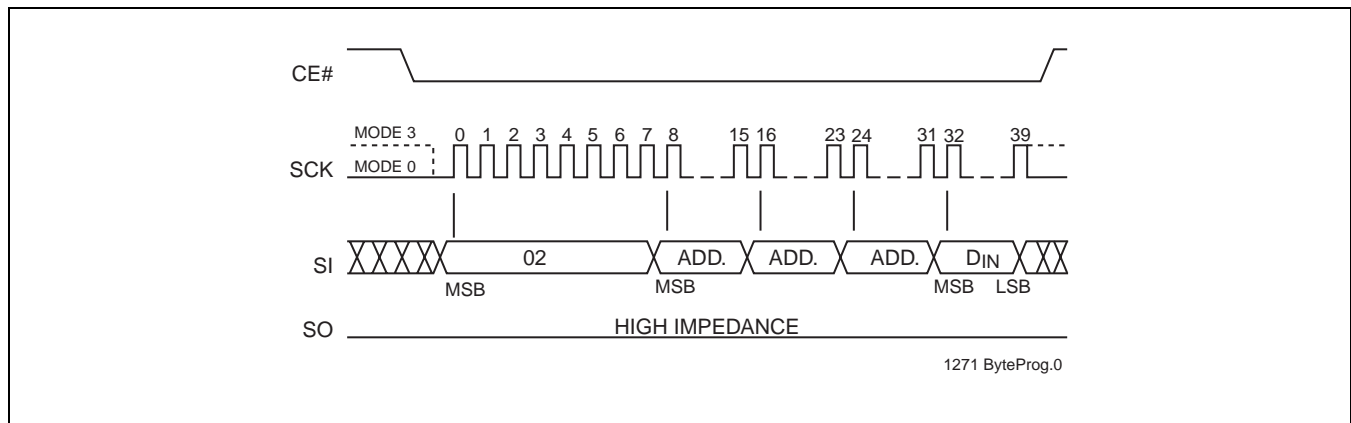 CE#
MODE 3
0 1 2 3 4 5 6 7 8 15 16 23 24 31 32 39
SCK
MODE 0
SI
02 ADD. ADD. ADD. DIN
MSB MSB MSB LSB
SO
HIGH IMPEDANCE
1271 ByteProg.0